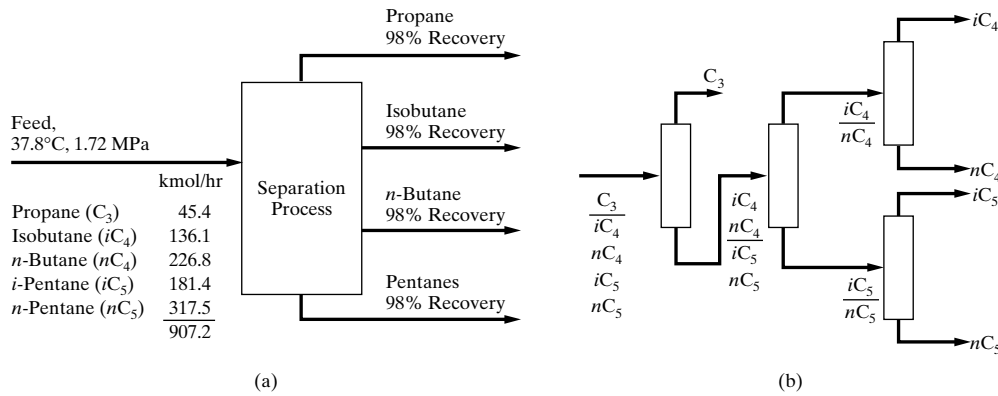 Propane
98% Recovery
Feed,
37.8°C, 1.72 MPa
kmol/hr
Propane (C3) 45.4
Isobutane (iC4) 136.1
n-Butane (nC4) 226.8
i-Pentane (iC5) 181.4
n-Pentane (nC5) 317.5
907.2
Separation
Process
Isobutane
98% Recovery
n-Butane
98% Recovery
Pentanes
98% Recovery
(a)
C3
iC4
nC4
iC5
nC5
C3
iC4
nC4
iC5
nC5
iC4
nC4
iC4
nC4
iC5
nC5
iC5
nC5
(b)